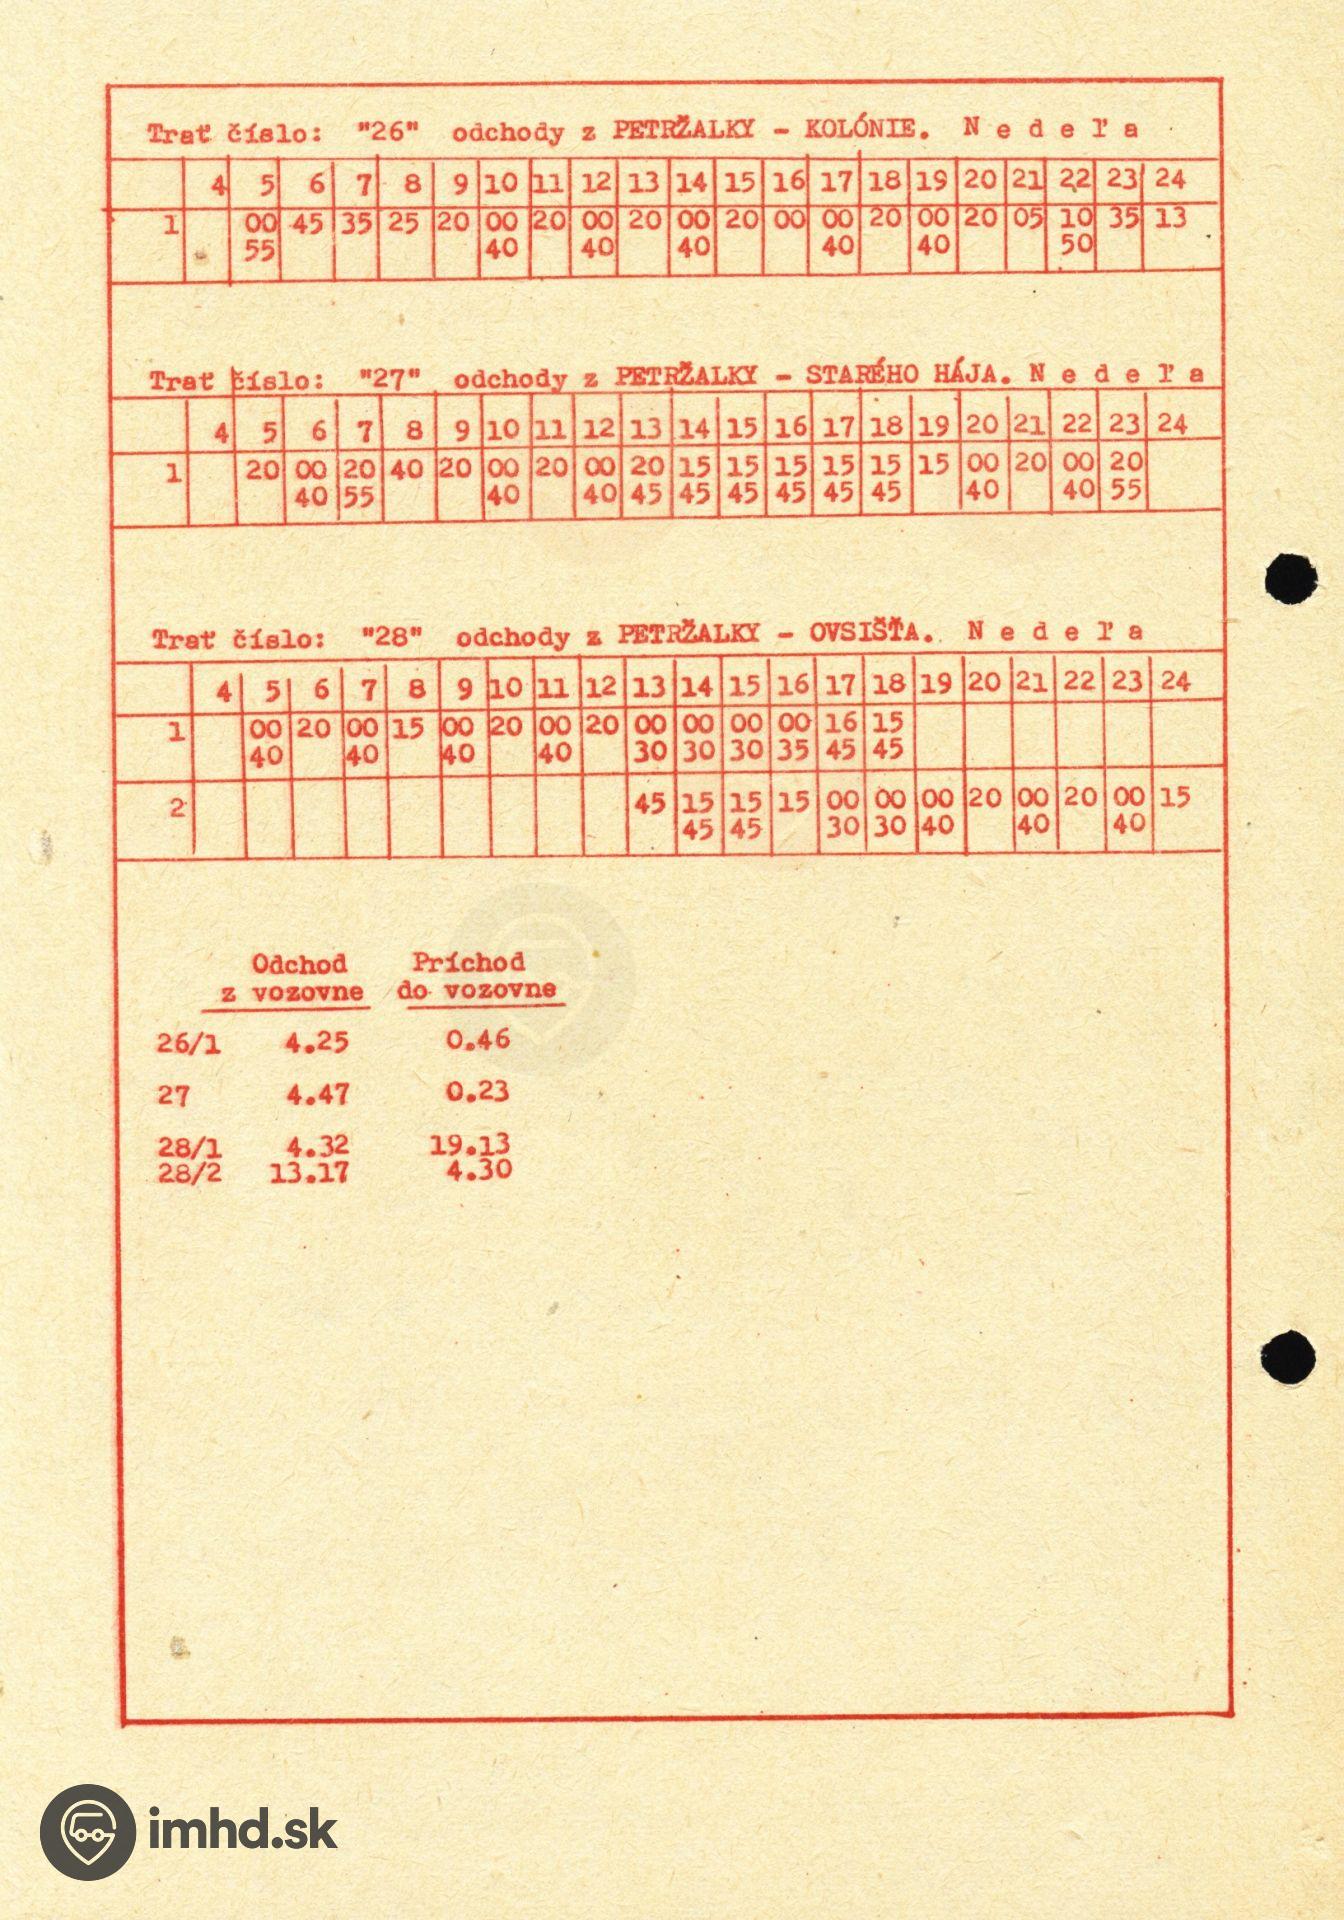 Trať číslo: "26" odchody z PETRŽALKY - KOLÓNIE. N e d e ľ a
4 5 6 7 8 9 10 11 12 13 14 15 16 17 18 19 20 21 22 23 24
1 00 45 35 25 20 00 20 00 20 00 20 00 00 20 00 20 05 10 35 13
55 40 40 40 40 40 50
Trať číslo: "27" odchody z PETRŽALKY - STARÉHO HÁJA. N e d e ľ a
4 5 6 7 8 9 10 11 12 13 14 15 16 17 18 19 20 21 22 23 24
1 20 00 20 40 20 00 20 00 20 15 15 15 15 15 15 00 20 00 20
40 55 40 40 45 45 45 45 45 45 40 40 55
Trať číslo: "28" odchody z PETRŽALKY - OVSIŠŤA. N e d e ľ a
4 5 6 7 8 9 10 11 12 13 14 15 16 17 18 19 20 21 22 23 24
1 00 20 00 15 00 20 00 20 00 00 00 00 16 15
40 40 40 40 30 30 30 35 45 45
2 45 15 15 15 00 00 00 20 00 20 00 15
45 45 30 30 40 40 40
Odchod Príchod
z vozovne do vozovne
26/1 4.25 0.46
27 4.47 0.23
28/1 4.32 19.13
28/2 13.17 4.30
imhd.sk